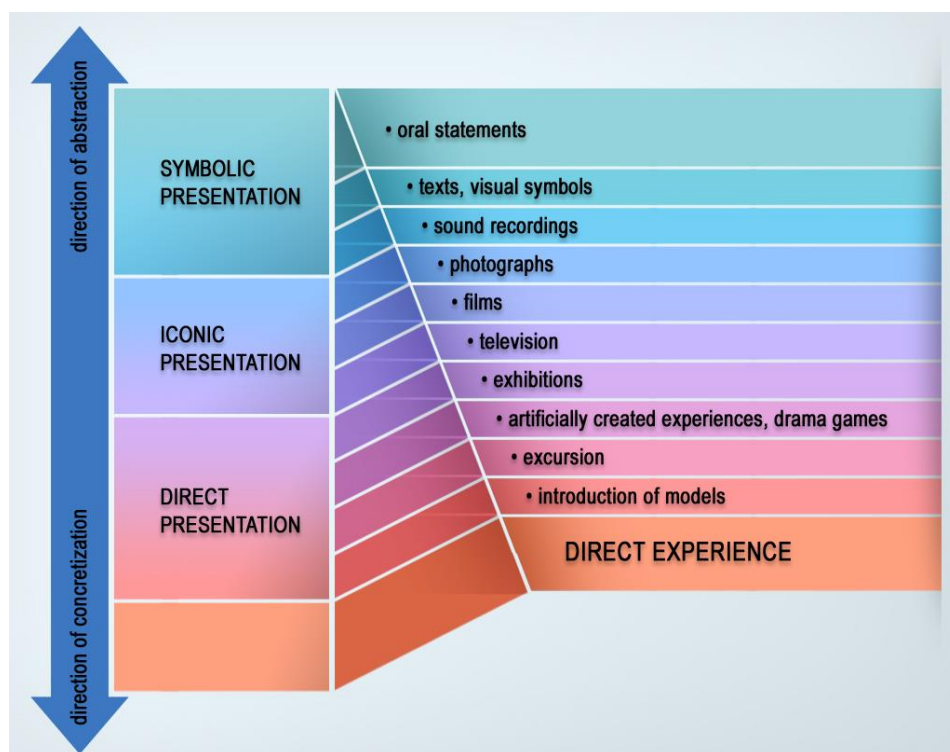 direction of abstraction
direction of concretization
SYMBOLIC
PRESENTATION
ICONIC
PRESENTATION
DIRECT
PRESENTATION
• oral statements
• texts, visual symbols
• sound recordings
• photographs
• films
• television
• exhibitions
• artificially created experiences, drama games
• excursion
• introduction of models
DIRECT EXPERIENCE